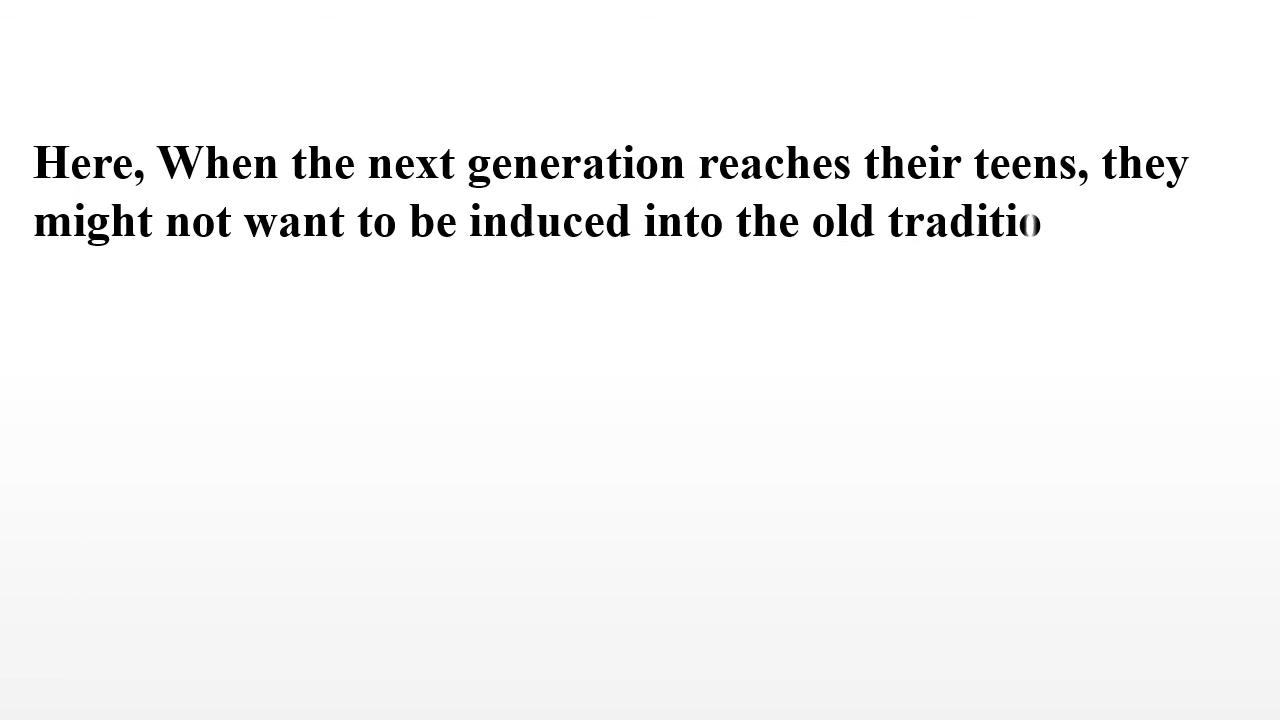 Here, When the next generation reaches their teens, they
might not want to be induced into the old traditio